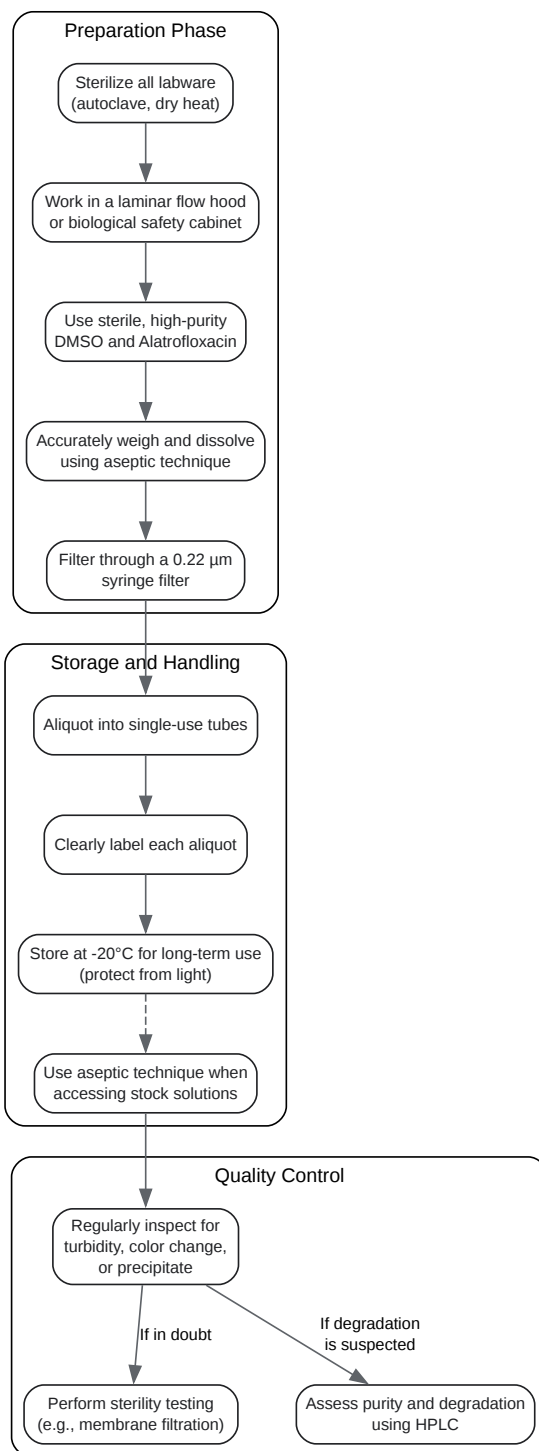 Preparation Phase
Sterilize all labware
(autoclave, dry heat)
Work in a laminar flow hood
or biological safety cabinet
Use sterile, high-purity
DMSO and Alatrofloxacin
Accurately weigh and dissolve
using aseptic technique
Filter through a 0.22 µm
syringe filter
Storage and Handling
Aliquot into single-use tubes
Clearly label each aliquot
Store at -20°C for long-term use
(protect from light)
Use aseptic technique when
accessing stock solutions
Quality Control
Regularly inspect for
turbidity, color change,
or precipitate
If in doubt
If degradation
is suspected
Perform sterility testing
(e.g., membrane filtration)
Assess purity and degradation
using HPLC